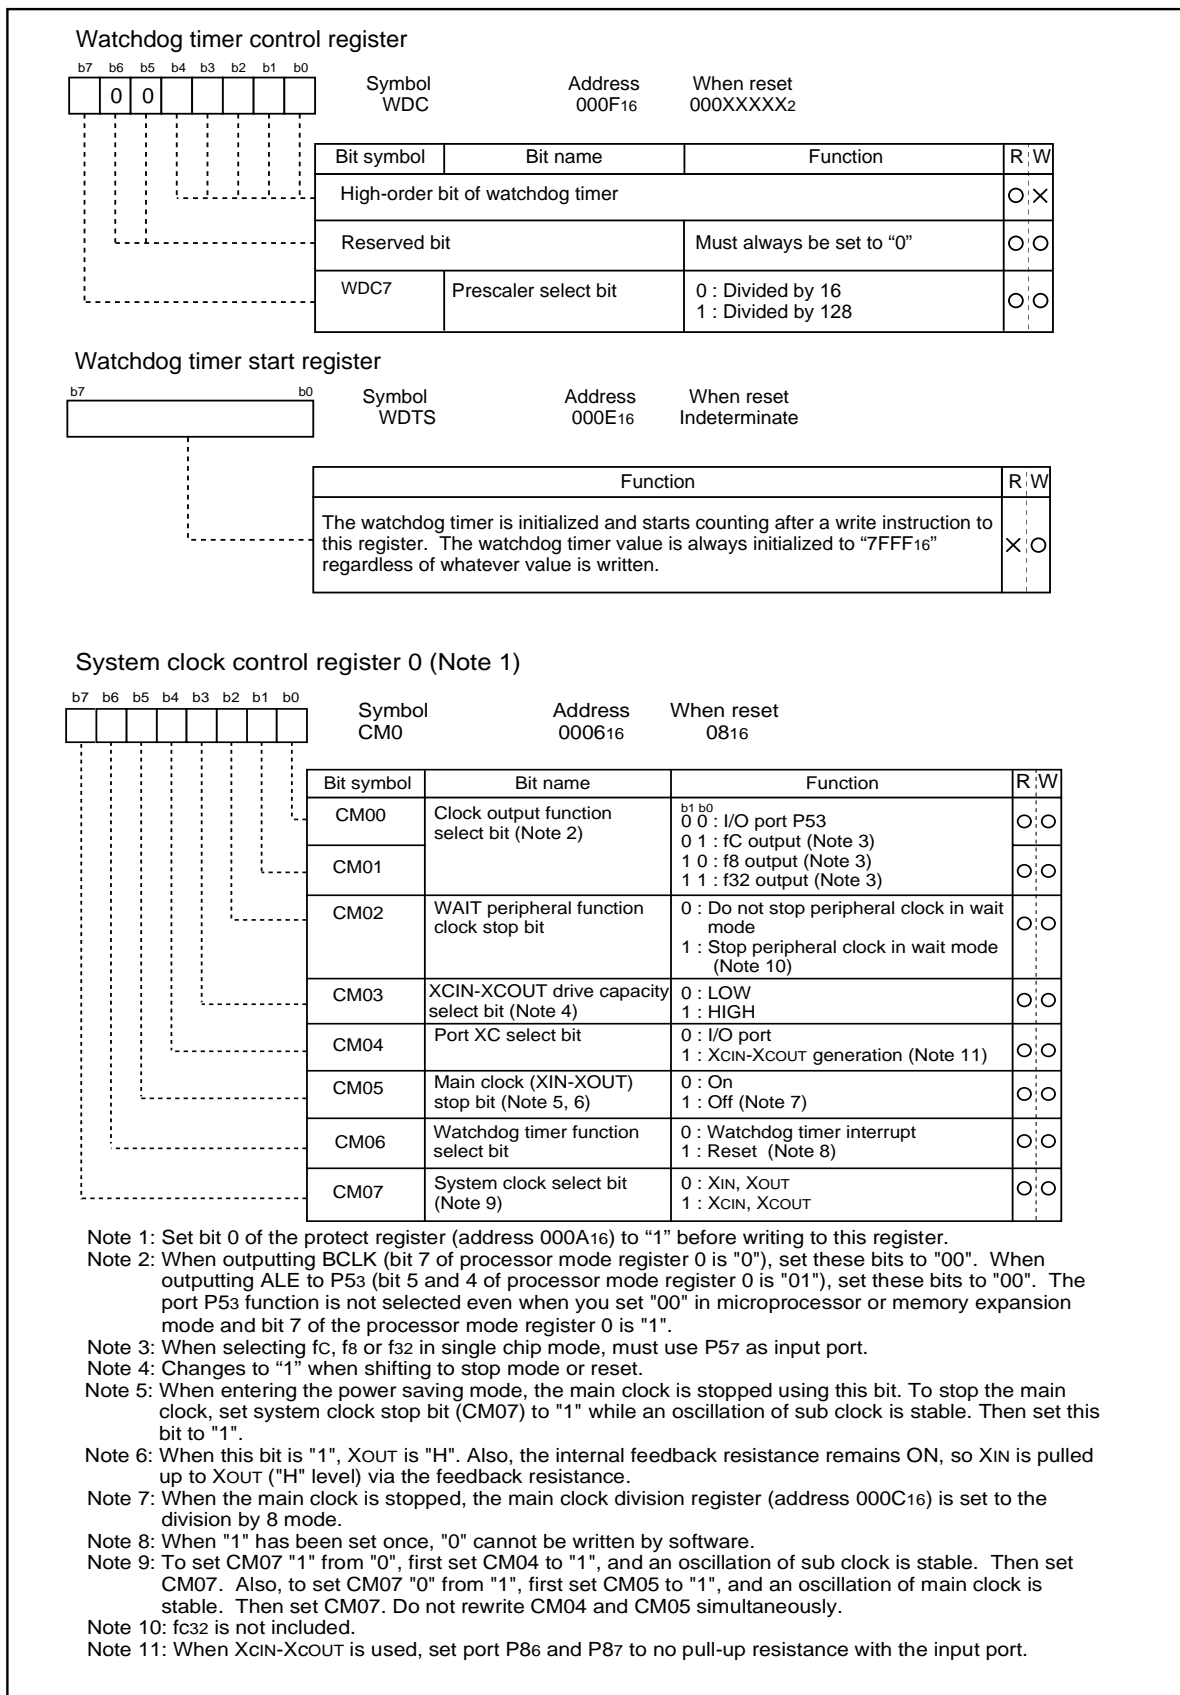 Watchdog timer control register
b7 b6 b5 b4 b3 b2 b1 b0
0 0
Symbol Address When reset
WDC 000F16 000XXXXX2
Bit symbol Bit name Function R W
High-order bit of watchdog timer
Reserved bit Must always be set to “0”
WDC7 Prescaler select bit 0 : Divided by 16
1 : Divided by 128
Watchdog timer start register
b7 b0
Symbol Address When reset
WDTS 000E16 Indeterminate
Function R W
The watchdog timer is initialized and starts counting after a write instruction to
this register. The watchdog timer value is always initialized to “7FFF16”
regardless of whatever value is written.
System clock control register 0 (Note 1)
b7 b6 b5 b4 b3 b2 b1 b0
Symbol Address When reset
CM0 000616 0816
Bit symbol Bit name Function R W
CM00 Clock output function
select bit (Note 2)
b1 b0
0 0 : I/O port P53
0 1 : fC output (Note 3)
1 0 : f8 output (Note 3)
1 1 : f32 output (Note 3)
CM01
CM02 WAIT peripheral function
clock stop bit
0 : Do not stop peripheral clock in wait
mode
1 : Stop peripheral clock in wait mode
(Note 10)
CM03 XCIN-XCOUT drive capacity
select bit (Note 4)
0 : LOW
1 : HIGH
CM04 Port XC select bit 0 : I/O port
1 : XCIN-XCOUT generation (Note 11)
CM05 Main clock (XIN-XOUT)
stop bit (Note 5, 6)
0 : On
1 : Off (Note 7)
CM06 Watchdog timer function
select bit
0 : Watchdog timer interrupt
1 : Reset (Note 8)
CM07 System clock select bit
(Note 9)
0 : XIN, XOUT
1 : XCIN, XCOUT
Note 1: Set bit 0 of the protect register (address 000A16) to “1” before writing to this register.
Note 2: When outputting BCLK (bit 7 of processor mode register 0 is "0"), set these bits to "00". When
outputting ALE to P53 (bit 5 and 4 of processor mode register 0 is "01"), set these bits to "00". The
port P53 function is not selected even when you set "00" in microprocessor or memory expansion
mode and bit 7 of the processor mode register 0 is "1".
Note 3: When selecting fC, f8 or f32 in single chip mode, must use P57 as input port.
Note 4: Changes to “1” when shifting to stop mode or reset.
Note 5: When entering the power saving mode, the main clock is stopped using this bit. To stop the main
clock, set system clock stop bit (CM07) to "1" while an oscillation of sub clock is stable. Then set this
bit to "1".
Note 6: When this bit is "1", XOUT is "H". Also, the internal feedback resistance remains ON, so XIN is pulled
up to XOUT ("H" level) via the feedback resistance.
Note 7: When the main clock is stopped, the main clock division register (address 000C16) is set to the
division by 8 mode.
Note 8: When "1" has been set once, "0" cannot be written by software.
Note 9: To set CM07 "1" from "0", first set CM04 to "1", and an oscillation of sub clock is stable. Then set
CM07. Also, to set CM07 "0" from "1", first set CM05 to "1", and an oscillation of main clock is
stable. Then set CM07. Do not rewrite CM04 and CM05 simultaneously.
Note 10: fc32 is not included.
Note 11: When XCIN-XCOUT is used, set port P86 and P87 to no pull-up resistance with the input port.